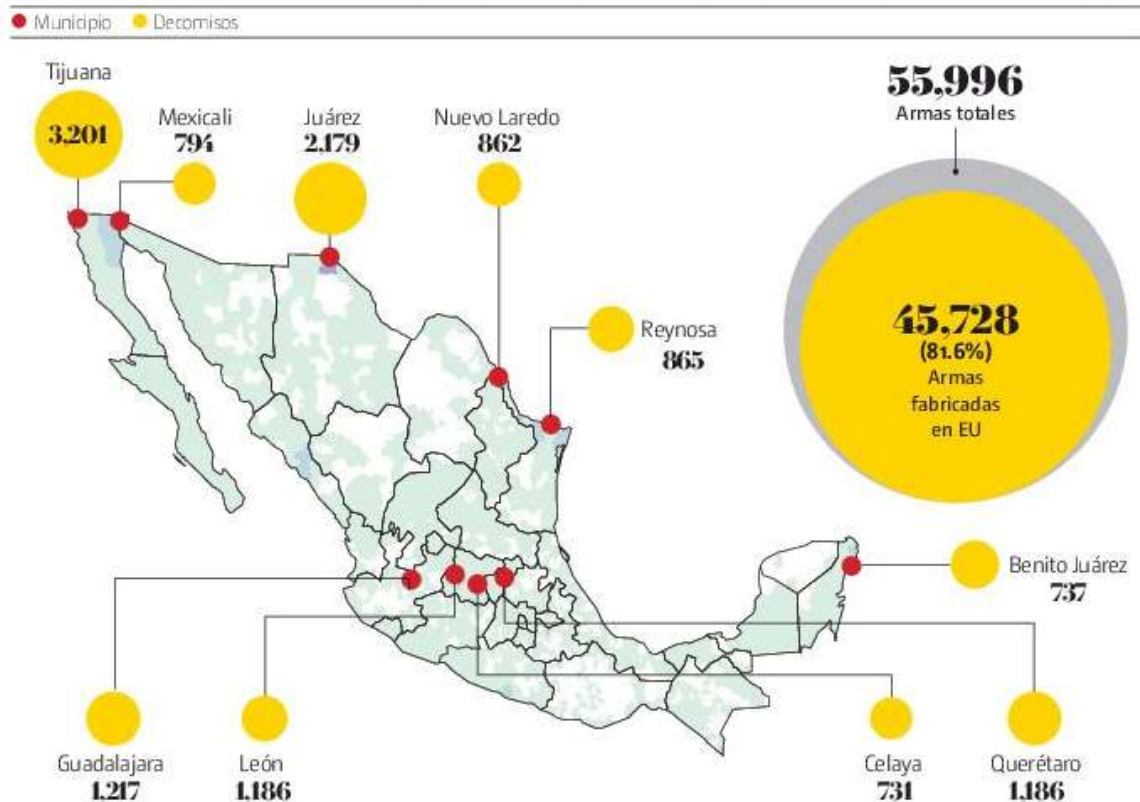 Municipio
Decomisos
Tijuana
3,201
Mexicali
794
Juárez
2,179
Nuevo Laredo
862
55,996
Armas totales
Reynosa
865
45,728
(81.6%)
Armas
fabricadas
en EU
Benito Juárez
737
Guadalajara
1,217
León
1,186
Celaya
731
Querétaro
1,186